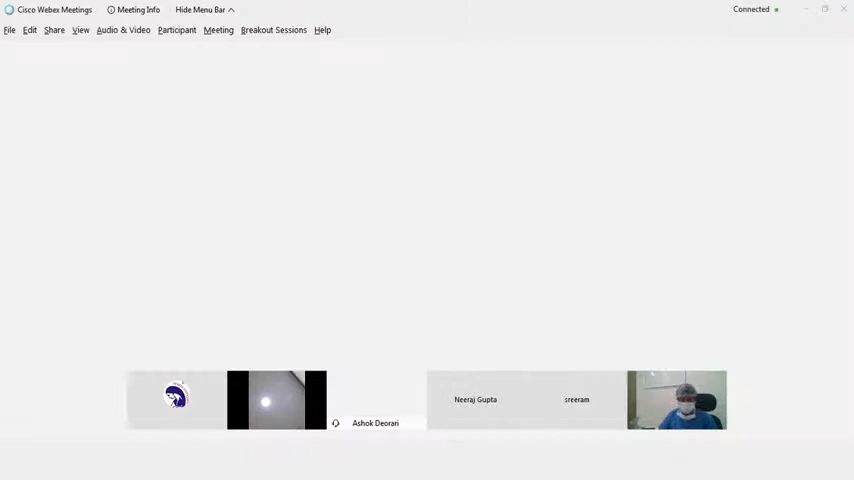 Cisco Webex Meetings Meeting Info Hide Menu Bar Connected
File Edit Share View Audio & Video Participant Meeting Breakout Sessions Help
Neeraj Gupta sreeram
Ashok Deorari